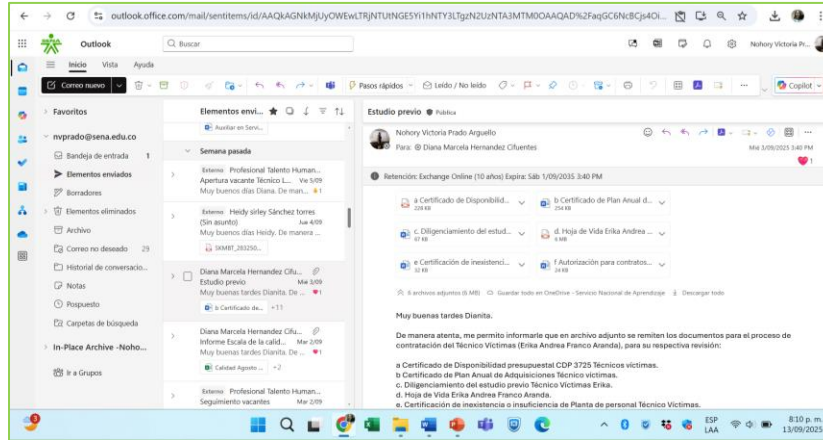 outlook.office.com/mail/sentitems/id/AAQkAGNkMjUyOWEwLTRjNTUtNGE5Yi1hNTY3LTgzN2UzNTA3MTM0OAAQAD%2FaqGC6NcBCjs4Oi...
Outlook
Buscar
Nohory Victoria Pr...
Inicio Vista Ayuda
Correo nuevo
Pasos rápidos
Leído / No leído
Copilot
Favoritos
nvprado@sena.edu.co
Bandeja de entrada 1
Elementos enviados
Borradores
Elementos eliminados
Archivo
Correo no deseado 29
Historial de conversacio...
Notas
Pospuesto
Carpetas de búsqueda
In-Place Archive -Noho...
Ir a Grupos
Elementos envi...
Auxiliar en Servi...
Semana pasada
Externo Profesional Talento Human...
Apertura vacante Técnico L... Vie 5/09
Muy buenos días Diana. De man... 1
Externo Heidy sirley Sánchez torres
(Sin asunto) Jue 4/09
Muy buenos días Heidy. De manera ...
SKMBT_283250...
Diana Marcela Hernandez Cifu...
Estudio previo Mié 3/09
Muy buenas tardes Dianita. De ... 1
b Certificado de... +11
Diana Marcela Hernandez Cifu...
Informe Escala de la calid... Mar 2/09
Muy buenas tardes Dianita. De ... 1
Calidad Agosto ... +2
Externo Profesional Talento Human...
Seguimiento vacantes Mar 2/09
Estudio previo Publica
Nohory Victoria Prado Arguello
Para: Diana Marcela Hernandez Cifuentes
Mié 3/09/2025 3:40 PM
1
Retención: Exchange Online (10 años) Expira: Sáb 1/09/2035 3:40 PM
a Certificado de Disponibilid...
228 KB
b Certificado de Plan Anual d...
254 KB
c. Diligenciamiento del estud...
97 KB
d. Hoja de Vida Erika Andrea ...
6 MB
e Certificación de inexistenci...
32 KB
f Autorización para contratos...
24 KB
6 archivos adjuntos (6 MB) Guardar todo en OneDrive - Servicio Nacional de Aprendizaje Descargar todo
Muy buenas tardes Dianita.
De manera atenta, me permito informarle que en archivo adjunto se remiten los documentos para el proceso de
contratación del Técnico Víctimas (Erika Andrea Franco Aranda), para su respectiva revisión:
a Certificado de Disponibilidad presupuestal CDP 3725 Técnicos víctimas.
b Certificado de Plan Anual de Adquisiciones Técnico víctimas.
c. Diligenciamiento del estudio previo Técnico Víctimas Erika.
d. Hoja de Vida Erika Andrea Franco Aranda.
e. Certificación de inexistencia o insuficiencia de Planta de personal Técnico Víctimas.
ESP
LAA
8:10 p. m.
13/09/2025